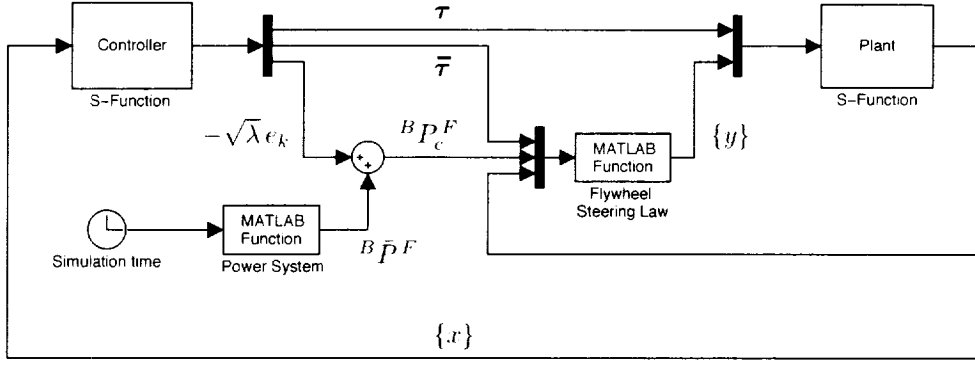 τ
Controller
S-Function
τ̄
Plant
S-Function
−√λ e_k
+
+
^B P_c^F
MATLAB
Function
Flywheel
Steering Law
{y}
Simulation time
MATLAB
Function
Power System
^B P̄^F
{x}